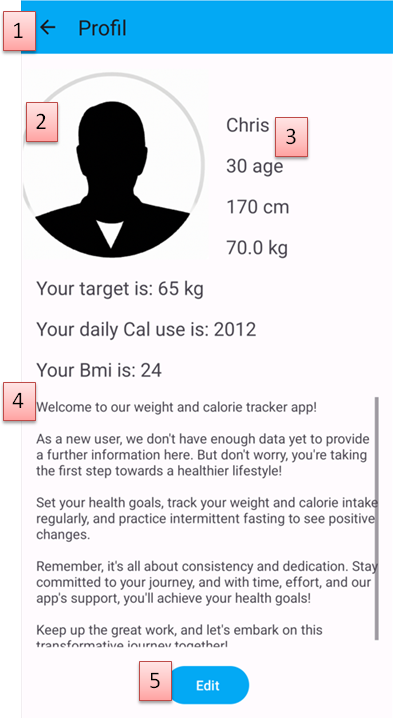 1
Profil
2
Chris
3
30 age
170 cm
70.0 kg
Your target is: 65 kg
Your daily Cal use is: 2012
Your Bmi is: 24
4
Welcome to our weight and calorie tracker app!
As a new user, we don't have enough data yet to provide
a further information here. But don't worry, you're taking
the first step towards a healthier lifestyle!
Set your health goals, track your weight and calorie intake
regularly, and practice intermittent fasting to see positive
changes.
Remember, it's all about consistency and dedication. Stay
committed to your journey, and with time, effort, and our
app's support, you'll achieve your health goals!
Keep up the great work, and let's embark on this
transformative journey together!
5
Edit